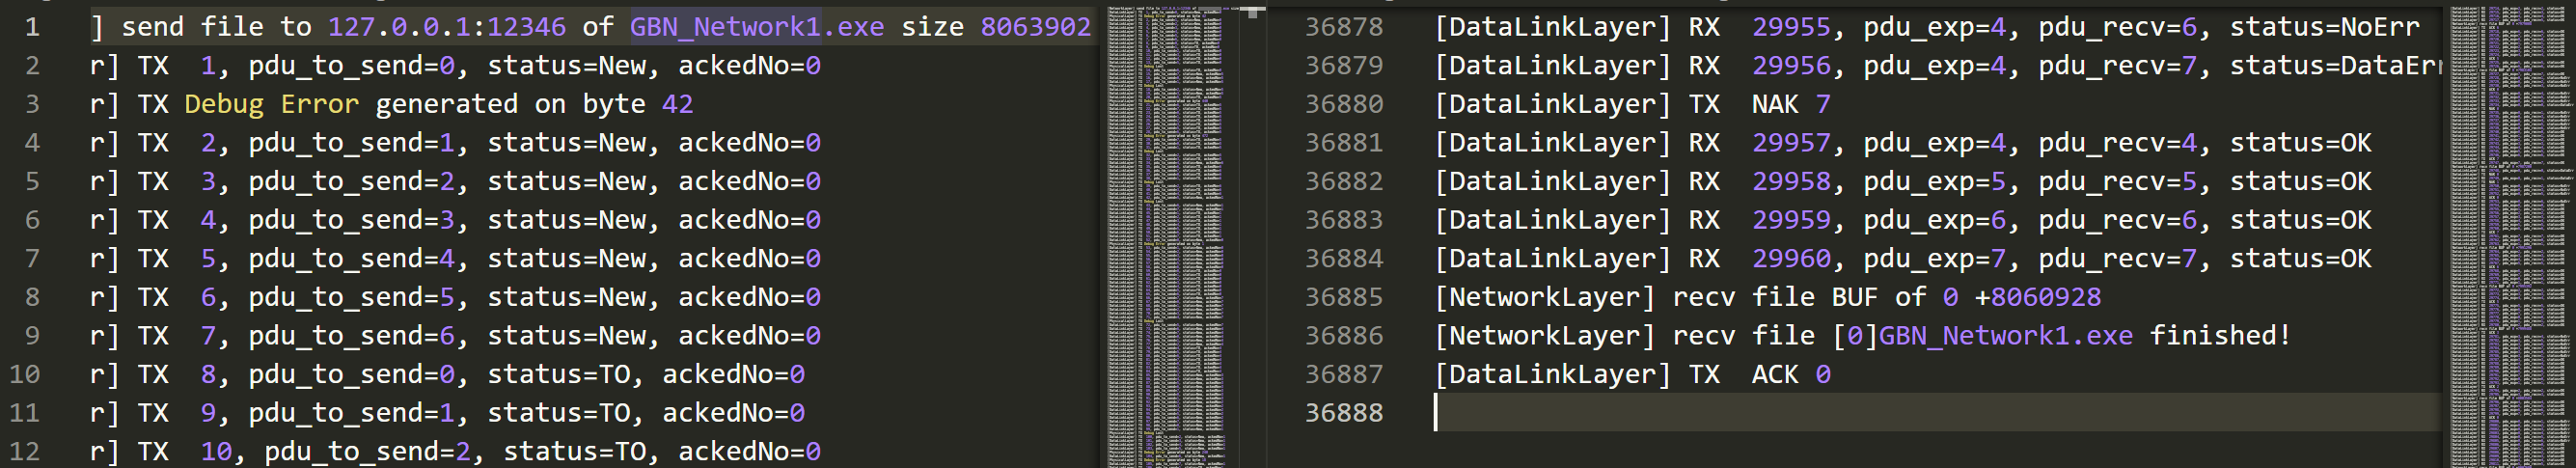 1 ] send file to 127.0.0.1:12346 of GBN_Network1.exe size 8063902
2 r] TX 1, pdu_to_send=0, status=New, ackedNo=0
3 r] TX Debug Error generated on byte 42
4 r] TX 2, pdu_to_send=1, status=New, ackedNo=0
5 r] TX 3, pdu_to_send=2, status=New, ackedNo=0
6 r] TX 4, pdu_to_send=3, status=New, ackedNo=0
7 r] TX 5, pdu_to_send=4, status=New, ackedNo=0
8 r] TX 6, pdu_to_send=5, status=New, ackedNo=0
9 r] TX 7, pdu_to_send=6, status=New, ackedNo=0
10 r] TX 8, pdu_to_send=0, status=TO, ackedNo=0
11 r] TX 9, pdu_to_send=1, status=TO, ackedNo=0
12 r] TX 10, pdu_to_send=2, status=TO, ackedNo=0
36878 [DataLinkLayer] RX 29955, pdu_exp=4, pdu_recv=6, status=NoErr
36879 [DataLinkLayer] RX 29956, pdu_exp=4, pdu_recv=7, status=DataErr
36880 [DataLinkLayer] TX NAK 7
36881 [DataLinkLayer] RX 29957, pdu_exp=4, pdu_recv=4, status=OK
36882 [DataLinkLayer] RX 29958, pdu_exp=5, pdu_recv=5, status=OK
36883 [DataLinkLayer] RX 29959, pdu_exp=6, pdu_recv=6, status=OK
36884 [DataLinkLayer] RX 29960, pdu_exp=7, pdu_recv=7, status=OK
36885 [NetworkLayer] recv file BUF of 0 +8060928
36886 [NetworkLayer] recv file [0]GBN_Network1.exe finished!
36887 [DataLinkLayer] TX ACK 0
36888